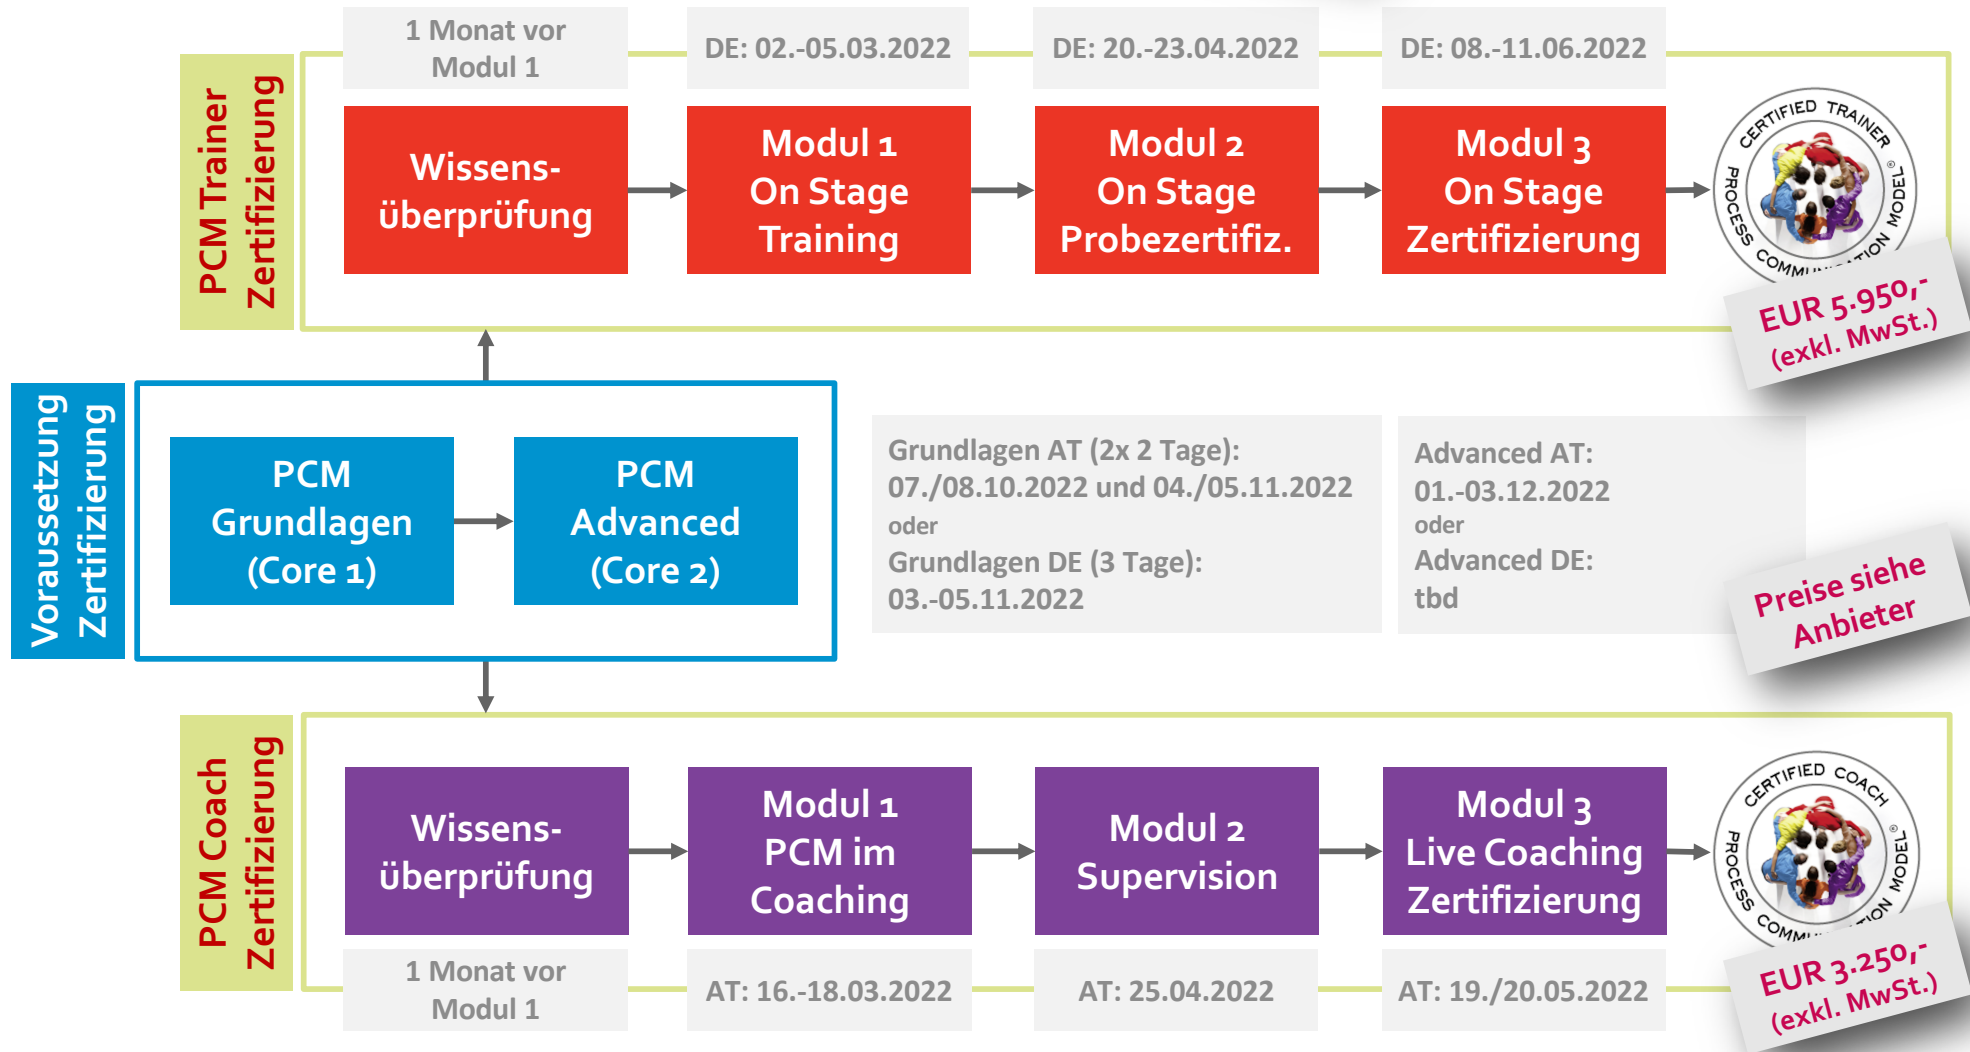 PCM Trainer
Zertifizierung
1 Monat vor
Modul 1
DE: 02.-05.03.2022
DE: 20.-23.04.2022
DE: 08.-11.06.2022
Wissens-
überprüfung
Modul 1
On Stage
Training
Modul 2
On Stage
Probezertifiz.
Modul 3
On Stage
Zertifizierung
CERTIFIED TRAINER
PROCESS COMMUNICATION MODEL®
EUR 5.950,-
(exkl. MwSt.)
Voraussetzung
Zertifizierung
PCM
Grundlagen
(Core 1)
PCM
Advanced
(Core 2)
Grundlagen AT (2x 2 Tage):
07./08.10.2022 und 04./05.11.2022
oder
Grundlagen DE (3 Tage):
03.-05.11.2022
Advanced AT:
01.-03.12.2022
oder
Advanced DE:
tbd
Preise siehe
Anbieter
PCM Coach
Zertifizierung
Wissens-
überprüfung
Modul 1
PCM im
Coaching
Modul 2
Supervision
Modul 3
Live Coaching
Zertifizierung
CERTIFIED COACH
PROCESS COMMUNICATION MODEL®
EUR 3.250,-
(exkl. MwSt.)
1 Monat vor
Modul 1
AT: 16.-18.03.2022
AT: 25.04.2022
AT: 19./20.05.2022